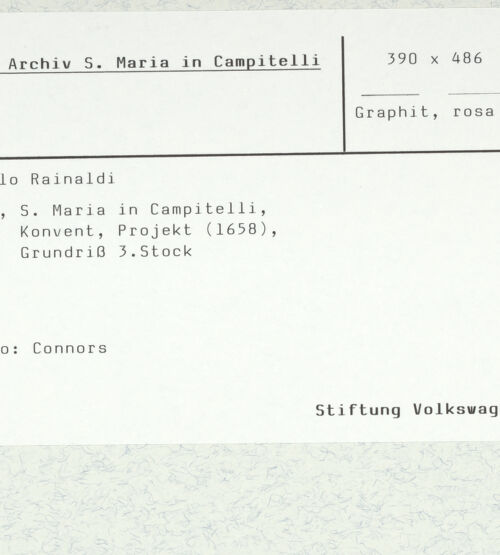 Archiv S. Maria in Campitelli
390 x 486
Graphit, rosa
lo Rainaldi
, S. Maria in Campitelli,
Konvent, Projekt (1658),
Grundriß 3.Stock
o: Connors
Stiftung Volkswag